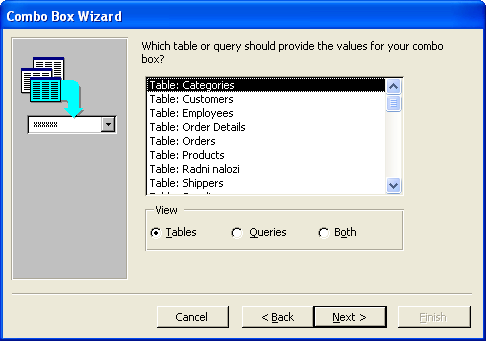 Combo Box Wizard
Which table or query should provide the values for your combo
box?
xxxxxx
Table: Categories
Table: Customers
Table: Employees
Table: Order Details
Table: Orders
Table: Products
Table: Radni nalozi
Table: Shippers
View
Tables Queries Both
Cancel < Back Next > Finish